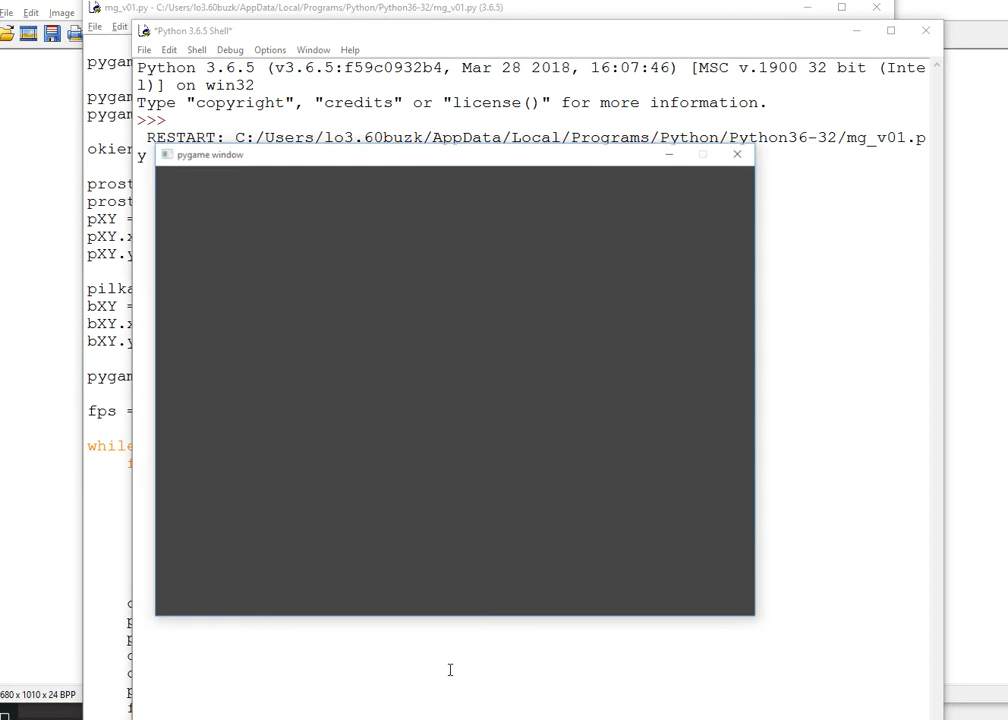 mg_v01.py - C:/Users/lo3.60buzk/AppData/Local/Programs/Python/Python36-32/mg_v01.py (3.6.5)
File Edit Image
File Edit
*Python 3.6.5 Shell*
File Edit Shell Debug Options Window Help
Python 3.6.5 (v3.6.5:f59c0932b4, Mar 28 2018, 16:07:46) [MSC v.1900 32 bit (Inte
l)] on win32
Type "copyright", "credits" or "license()" for more information.
>>>
RESTART: C:/Users/lo3.60buzk/AppData/Local/Programs/Python/Python36-32/mg_v01.p
y
pygame window
pygam
pygam
pygam
okier
prost
prost
pXY =
pXY.x
pXY.y
pilka
bXY =
bXY.x
bXY.y
pygam
fps =
while
680 x 1010 x 24 BPP